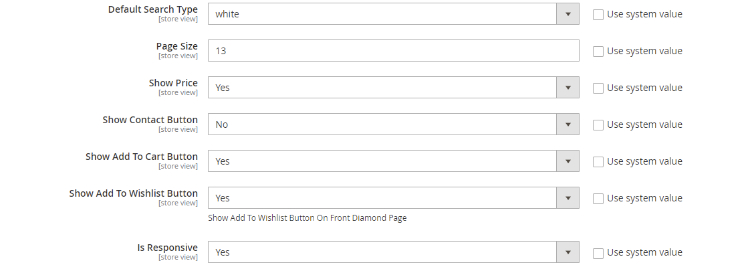 Default Search Type white Use system value
[store view]
Page Size 13 Use system value
[store view]
Show Price Yes Use system value
[store view]
Show Contact Button No Use system value
[store view]
Show Add To Cart Button Yes Use system value
[store view]
Show Add To Wishlist Button Yes Use system value
[store view]
Show Add To Wishlist Button On Front Diamond Page
Is Responsive Yes Use system value
[store view]